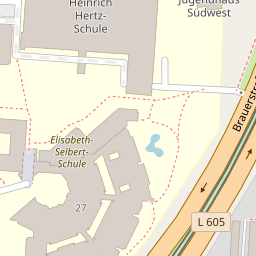 Heinrich
Hertz-
Schule
Jugendhaus
Südwest
Elisabeth-
Selbert-
Schule
27
L 605